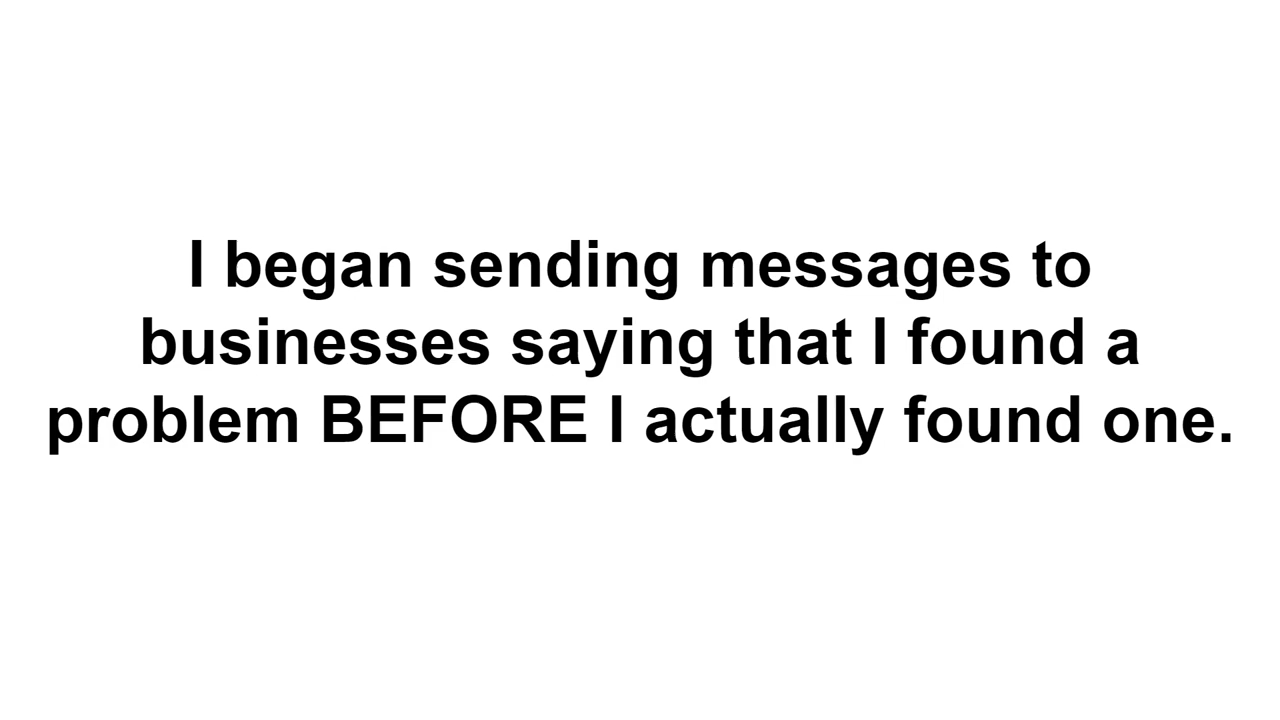 I began sending messages to
businesses saying that I found a
problem BEFORE I actually found one.